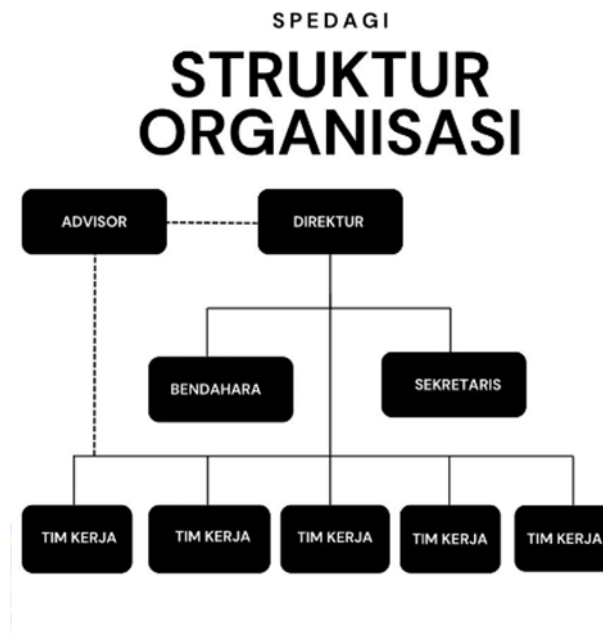 SPEDAGI
STRUKTUR
ORGANISASI
ADVISOR
DIREKTUR
BENDAHARA
SEKRETARIS
TIM KERJA
TIM KERJA
TIM KERJA
TIM KERJA
TIM KERJA